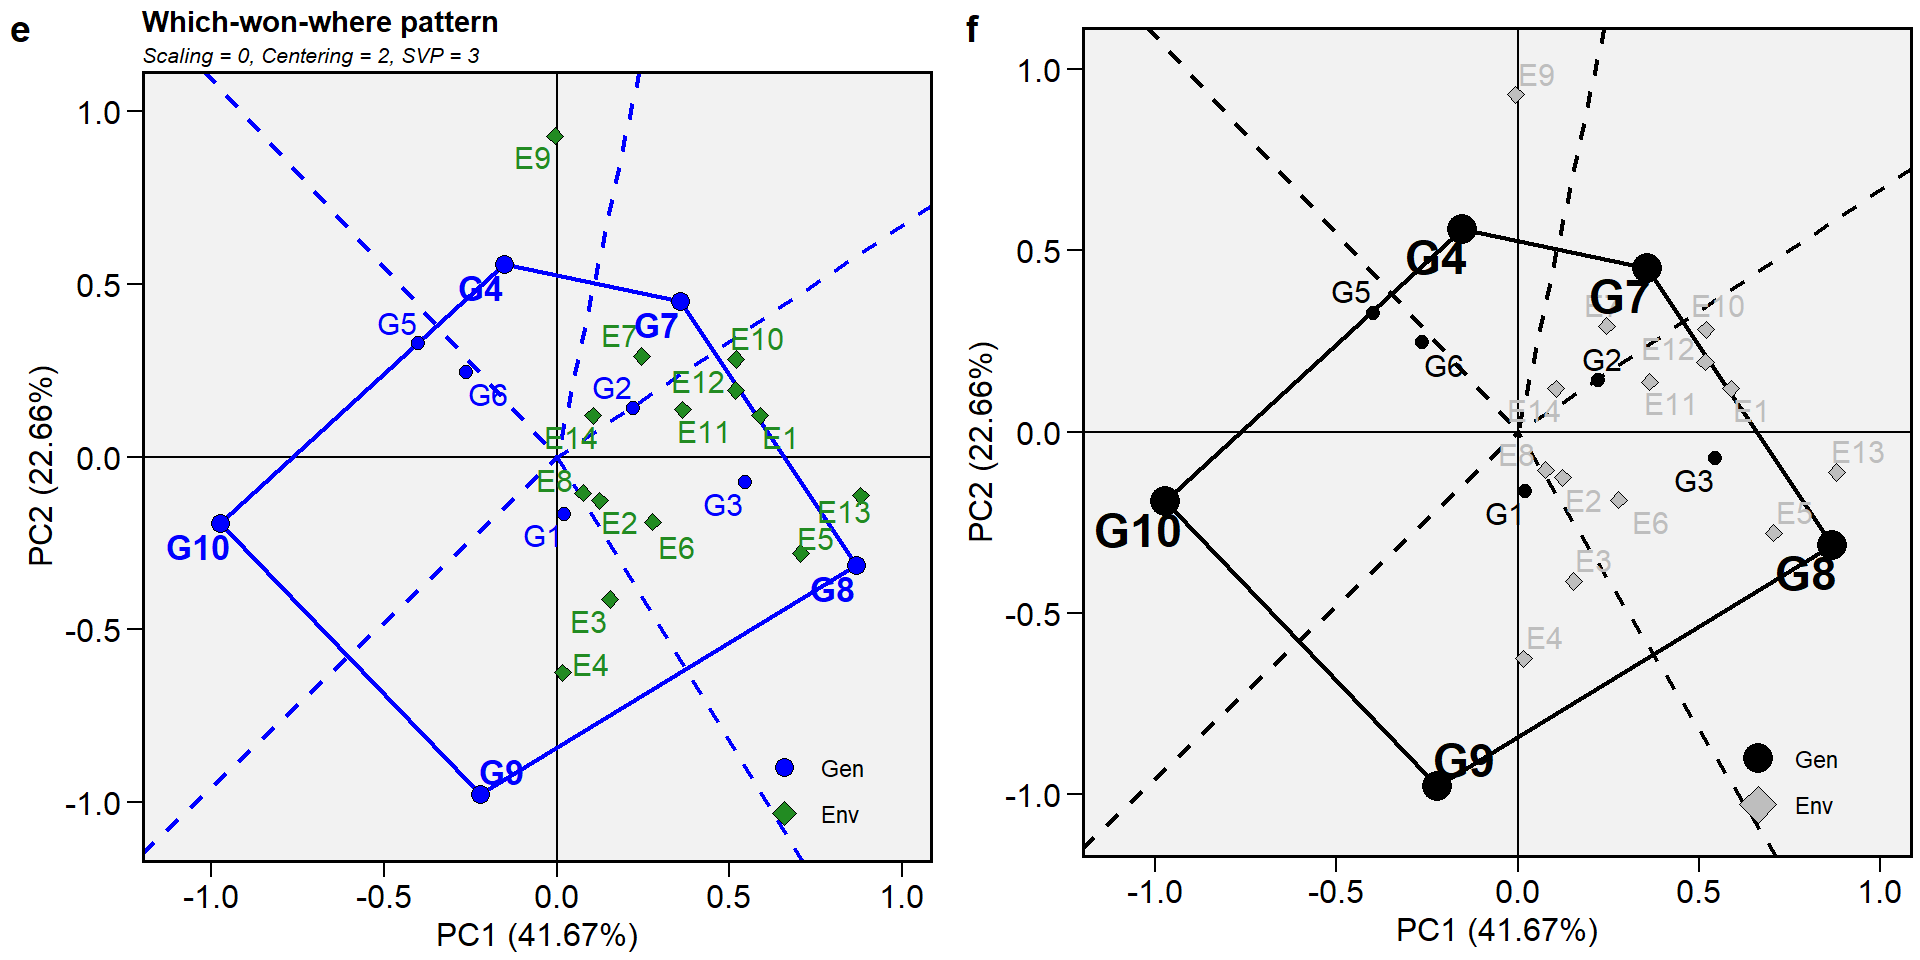 e
Which-won-where pattern
Scaling = 0, Centering = 2, SVP = 3
PC2 (22.66%)
1.0
0.5
0.0
-0.5
-1.0
E9
G4
G5
G6
E7
G7
E10
G2
E12
E11
E14
E1
E8
G1
E2
E6
G3
E13
E5
G8
E3
E4
G10
G9
Gen
Env
-1.0
-0.5
0.0
0.5
1.0
PC1 (41.67%)
f
PC2 (22.66%)
1.0
0.5
0.0
-0.5
-1.0
E9
G4
G5
G6
G7
E10
G2
E12
E11
E14
E1
E8
G1
E2
E6
G3
E13
E5
G8
E3
E4
G10
G9
Gen
Env
-1.0
-0.5
0.0
0.5
1.0
PC1 (41.67%)